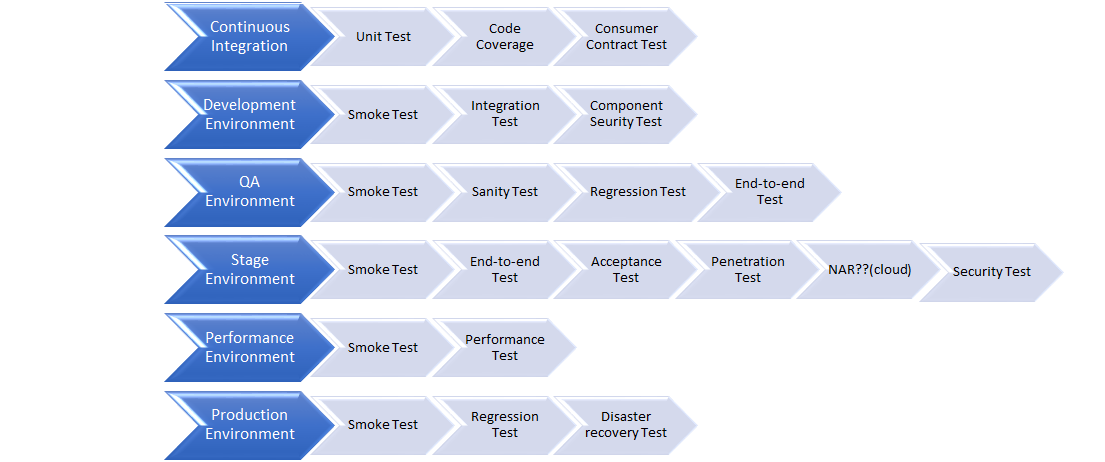 Continuous
Integration
Unit Test
Code
Coverage
Consumer
Contract Test
Development
Environment
Smoke Test
Integration
Test
Component
Seurity Test
QA
Environment
Smoke Test
Sanity Test
Regression Test
End-to-end
Test
Stage
Environment
Smoke Test
End-to-end
Test
Acceptance
Test
Penetration
Test
NAR??(cloud)
Security Test
Performance
Environment
Smoke Test
Performance
Test
Production
Environment
Smoke Test
Regression
Test
Disaster
recovery Test